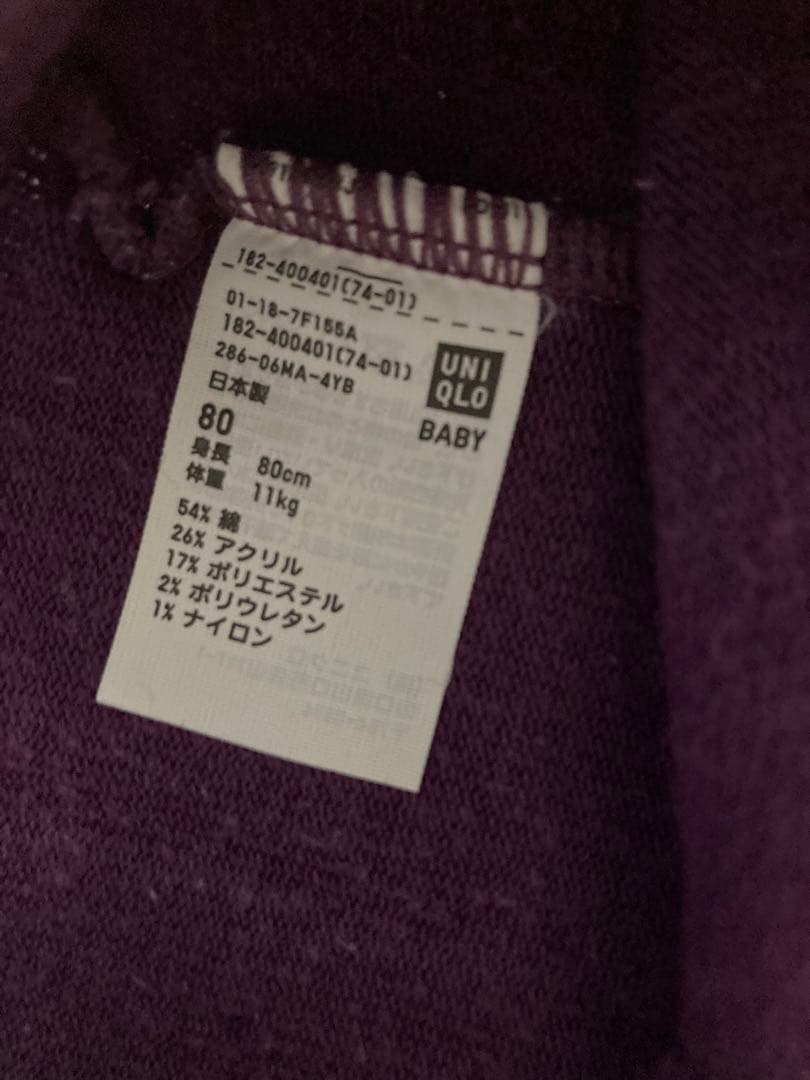 182-400401(74-01)
01-18-7F155A
182-400401(74-01)
286-06MA-4YB
日本製
UNI
QLO
BABY
80
身長 80cm
体重 11kg
54% 綿
26% アクリル
17% ポリエステル
2% ポリウレタン
1% ナイロン